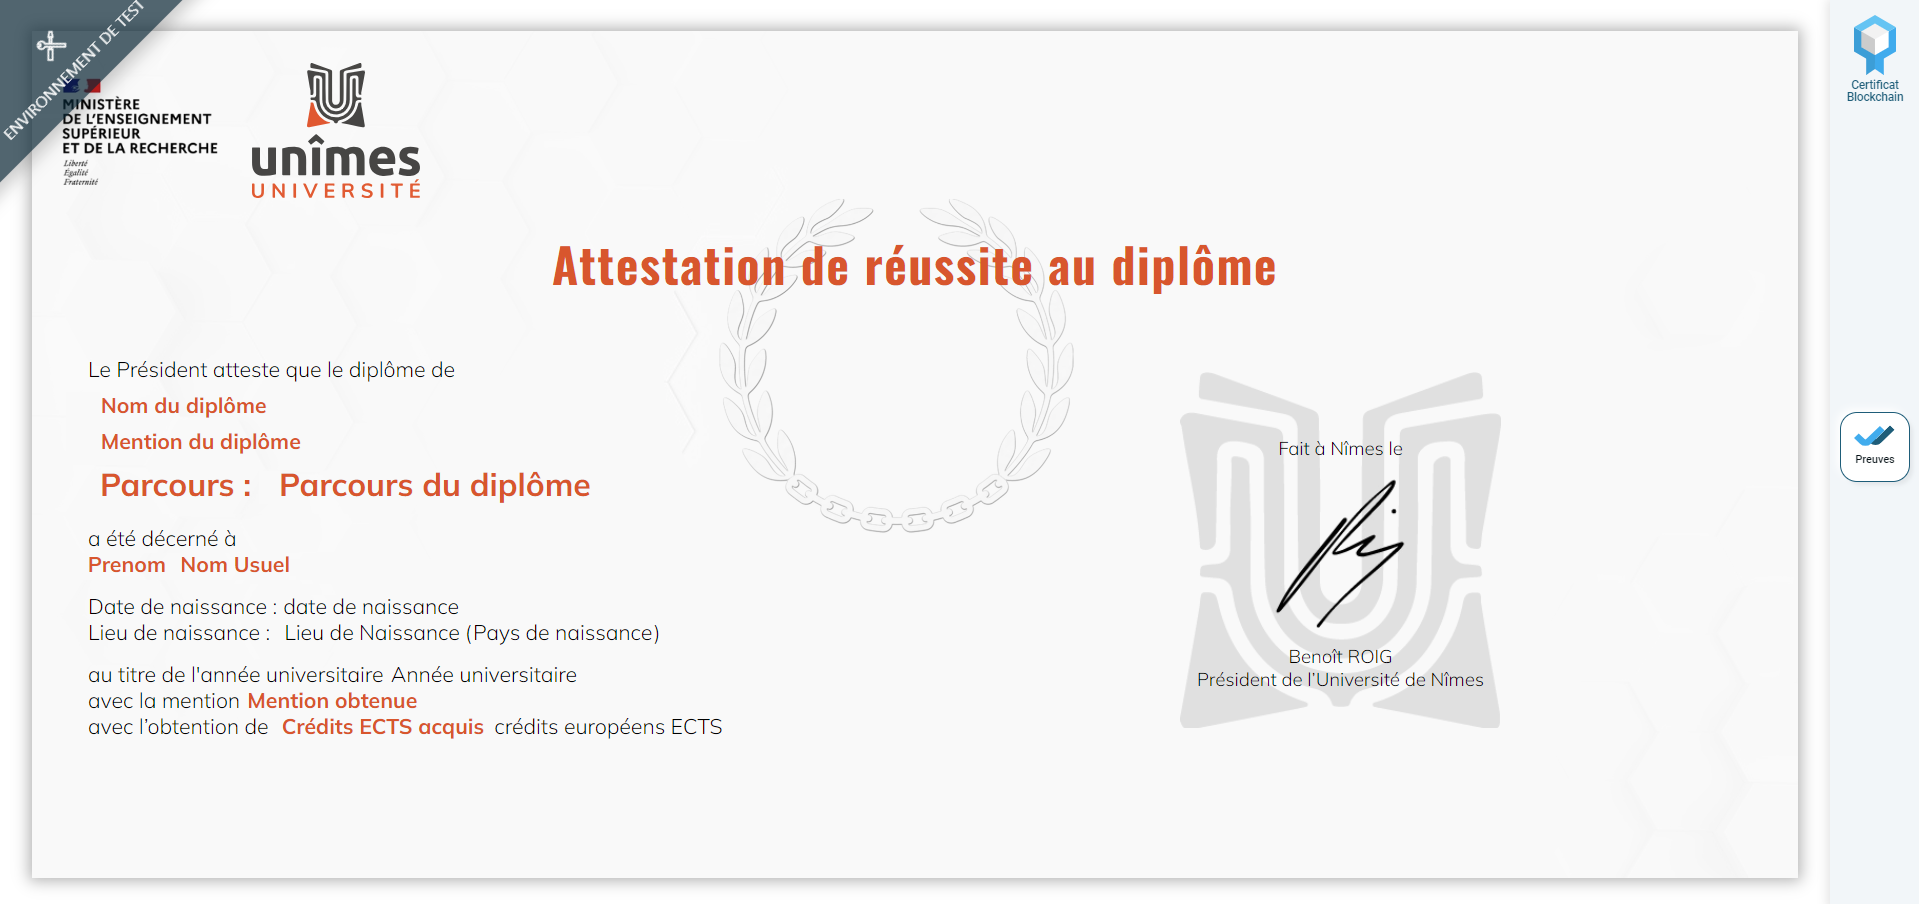 ENVIRONNEMENT DE TEST
MINISTÈRE
DE L'ENSEIGNEMENT
SUPÉRIEUR
ET DE LA RECHERCHE
Liberté
Égalité
Fraternité
unîmes
UNIVERSITÉ
Certificat
Blockchain
Attestation de réussite au diplôme
Le Président atteste que le diplôme de
Nom du diplôme
Mention du diplôme
Parcours : Parcours du diplôme
a été décerné à
Prenom Nom Usuel
Date de naissance : date de naissance
Lieu de naissance : Lieu de Naissance (Pays de naissance)
au titre de l'année universitaire Année universitaire
avec la mention Mention obtenue
avec l’obtention de Crédits ECTS acquis crédits européens ECTS
Fait à Nîmes le
Benoît ROIG
Président de l’Université de Nîmes
Preuves